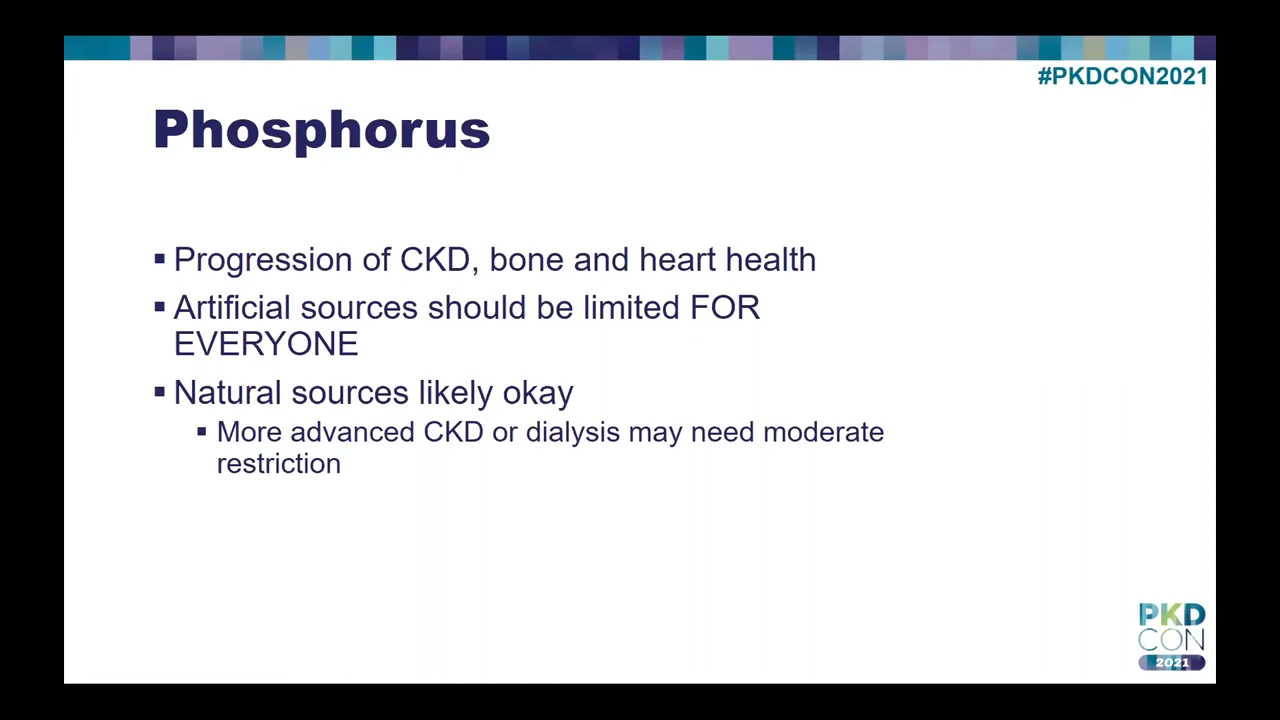 #PKDCON2021
Phosphorus
▪ Progression of CKD, bone and heart health
▪ Artificial sources should be limited FOR
EVERYONE
▪ Natural sources likely okay
▪ More advanced CKD or dialysis may need moderate
restriction
PKD
CON
2021